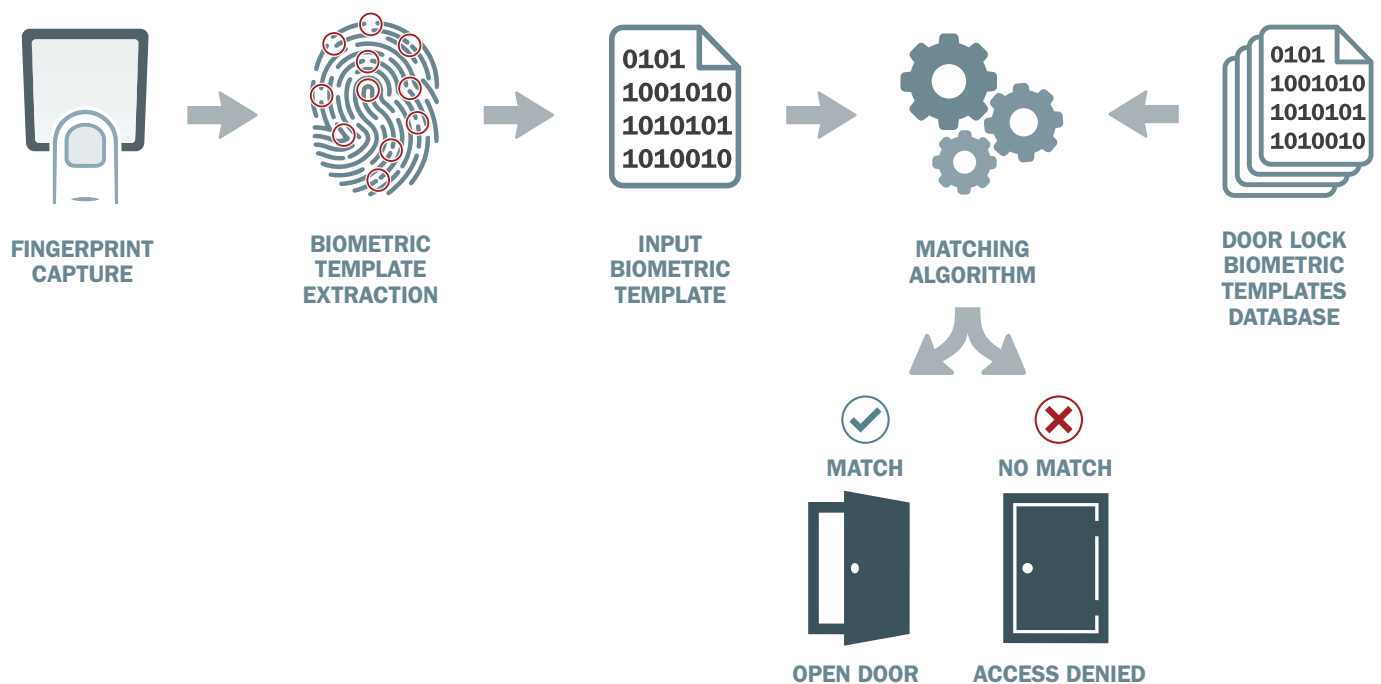 0101
1001010
1010101
1010010
0101
1001010
1010101
1010010
FINGERPRINT
CAPTURE
BIOMETRIC
TEMPLATE
EXTRACTION
INPUT
BIOMETRIC
TEMPLATE
MATCHING
ALGORITHM
DOOR LOCK
BIOMETRIC
TEMPLATES
DATABASE
MATCH
NO MATCH
OPEN DOOR
ACCESS DENIED